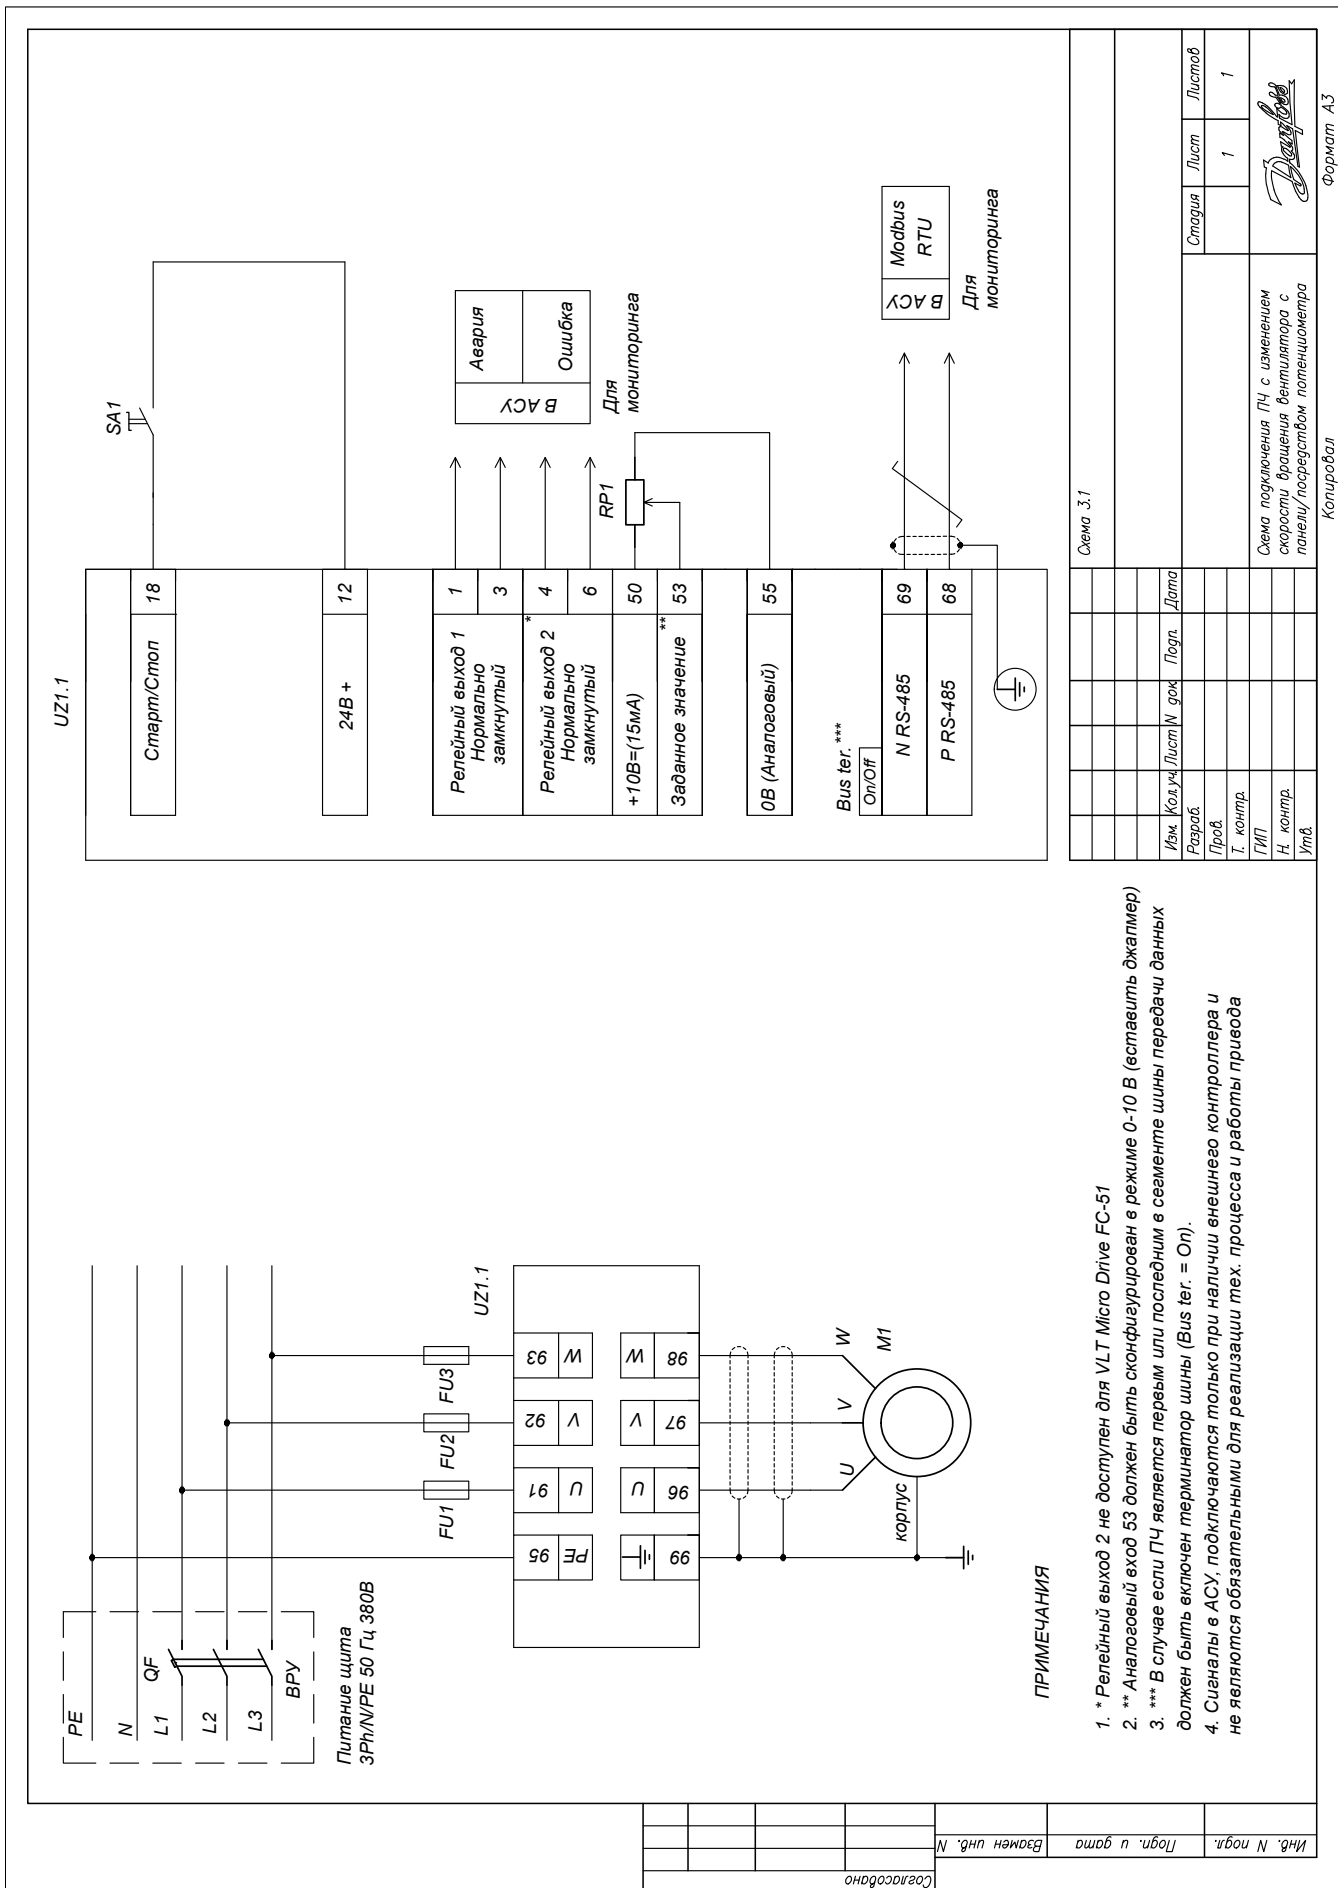 PE
N
L1
L2
L3
QF
ВРУ
Питание щита
3Ph/N/PE 50 Гц 380В
FU1
FU2
FU3
UZ1.1
95
91
92
93
PE
U
V
W
U
V
W
99
96
97
98
U
V
W
M1
корпус
UZ1.1
Старт/Стоп
18
SA1
24В +
12
Релейный выход 1
Нормально
замкнутый
1
3
*
Релейный выход 2
Нормально
замкнутый
4
6
+10В=(15мА)
50
**
Заданное значение
53
0В (Аналоговый)
55
RP1
В АСУ
Авария
Ошибка
Для
мониторинга
Bus ter. ***
On/Off
N RS-485
69
P RS-485
68
В АСУ
Modbus
RTU
Для
мониторинга
ПРИМЕЧАНИЯ
1. * Релейный выход 2 не доступен для VLT Micro Drive FC-51
2. ** Аналоговый вход 53 должен быть сконфигурирован в режиме 0-10 В (вставить джапмер)
3. *** В случае если ПЧ является первым или последним в сегменте шины передачи данных
должен быть включен терминатор шины (Bus ter. = On).
4. Сигналы в АСУ, подключаются только при наличии внешнего контроллера и
не являются обязательными для реализации тех. процесса и работы привода
Схема 3.1
Изм. Кол.уч. Лист N док. Подп. Дата
Разраб.
Пров.
Т. контр.
ГИП
Н. контр.
Утв.
Стадия Лист Листов
1 1
Схема подключения ПЧ с изменением
скорости вращения вентилятора с
панели/посредством потенциометра
Danfoss
Копировал
Формат А3
Согласовано
Взамен инв. N
Подп. и дата
Инв. N подл.